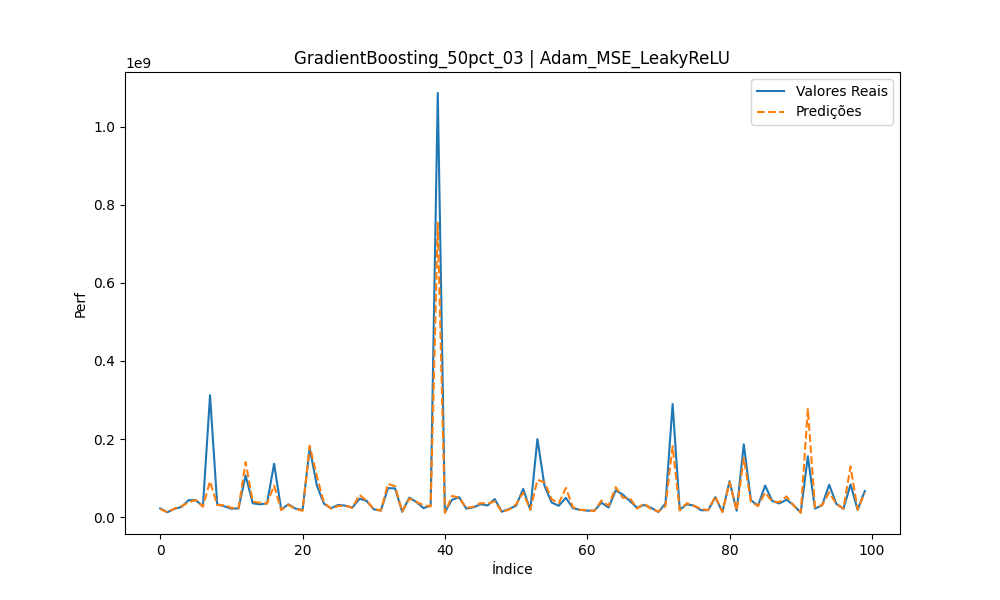 GradientBoosting_50pct_03 | Adam_MSE_LeakyReLU
1e9
Valores Reais
Predições
1.0
0.8
0.6
0.4
0.2
0.0
Perf
0 20 40 60 80 100
Índice